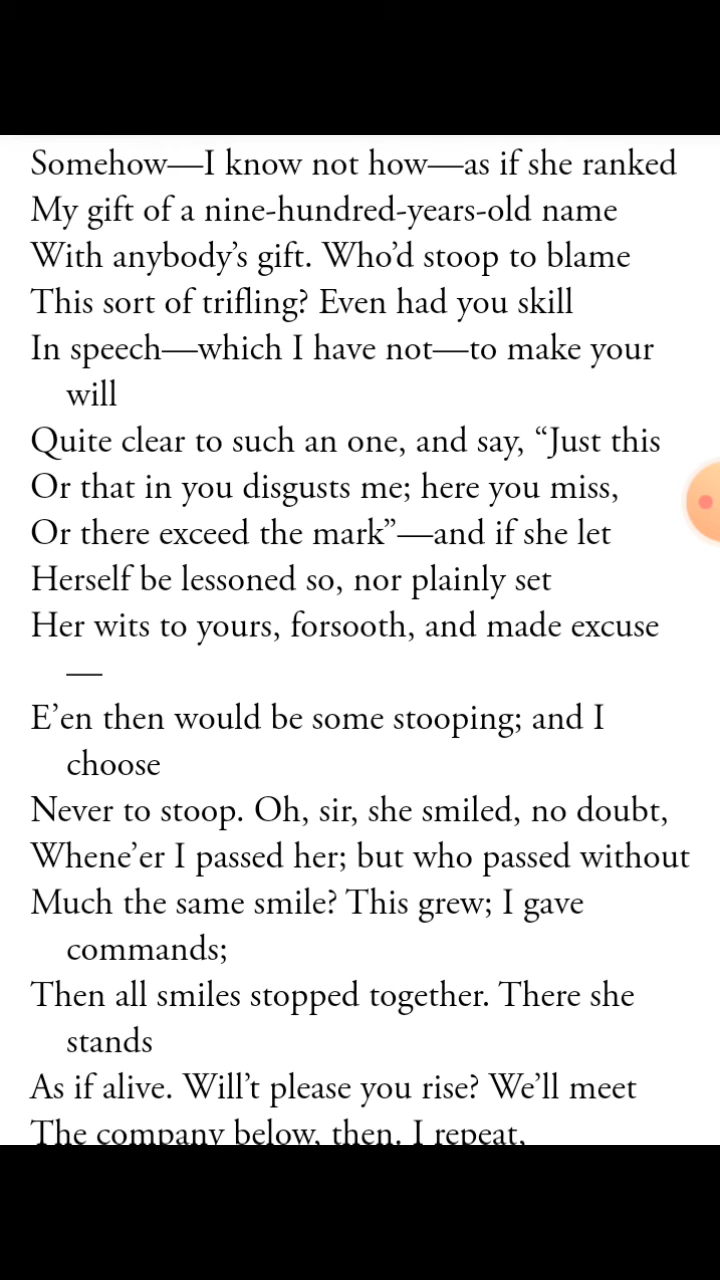 Somehow—I know not how—as if she ranked
My gift of a nine-hundred-years-old name
With anybody’s gift. Who’d stoop to blame
This sort of trifling? Even had you skill
In speech—which I have not—to make your
will
Quite clear to such an one, and say, “Just this
Or that in you disgusts me; here you miss,
Or there exceed the mark”—and if she let
Herself be lessoned so, nor plainly set
Her wits to yours, forsooth, and made excuse
—
E’en then would be some stooping; and I
choose
Never to stoop. Oh, sir, she smiled, no doubt,
Whene’er I passed her; but who passed without
Much the same smile? This grew; I gave
commands;
Then all smiles stopped together. There she
stands
As if alive. Will’t please you rise? We’ll meet
The company below, then. I repeat,